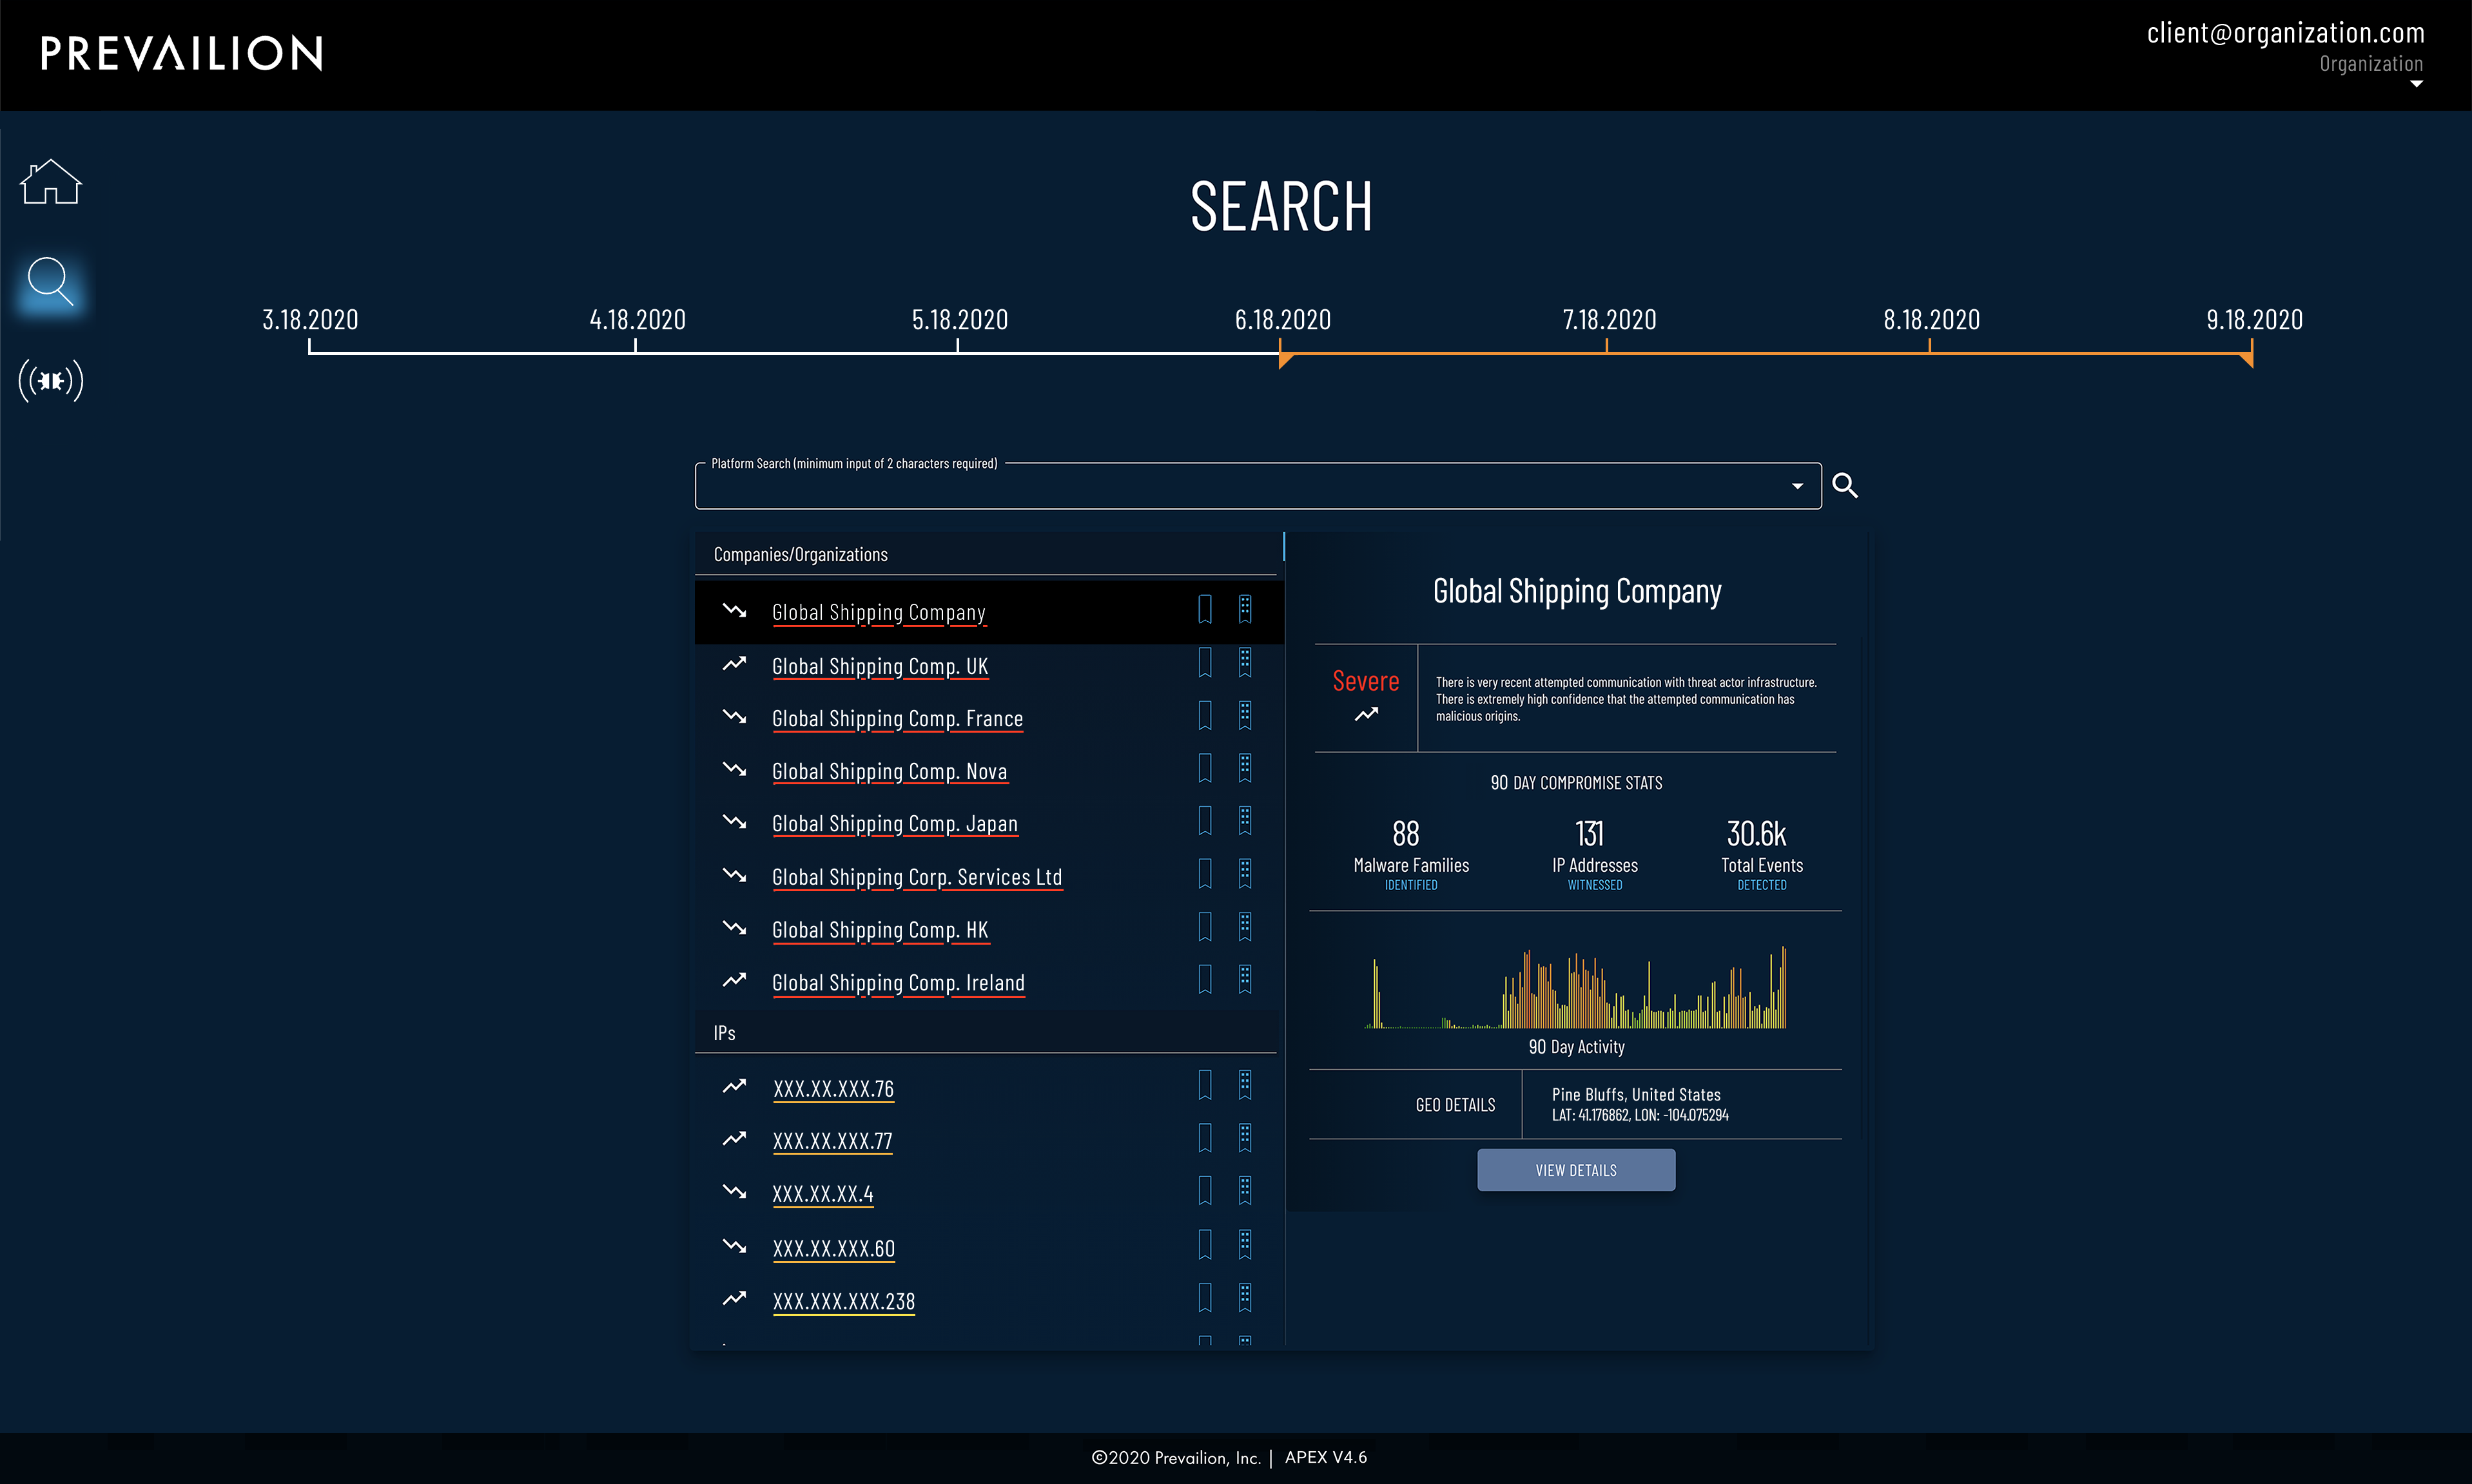 PREVAILION
client@organization.com
Organization
SEARCH
3.18.2020 4.18.2020 5.18.2020 6.18.2020 7.18.2020 8.18.2020 9.18.2020
Platform Search (minimum input of 2 characters required)
Companies/Organizations
Global Shipping Company
Global Shipping Comp. UK
Global Shipping Comp. France
Global Shipping Comp. Nova
Global Shipping Comp. Japan
Global Shipping Corp. Services Ltd
Global Shipping Comp. HK
Global Shipping Comp. Ireland
IPs
XXX.XX.XXX.76
XXX.XX.XXX.77
XXX.XX.XX.4
XXX.XX.XXX.60
XXX.XXX.XXX.238
Global Shipping Company
Severe
There is very recent attempted communication with threat actor infrastructure.
There is extremely high confidence that the attempted communication has
malicious origins.
90 DAY COMPROMISE STATS
88 131 30.6k
Malware Families IP Addresses Total Events
IDENTIFIED WITNESSED DETECTED
90 Day Activity
GEO DETAILS
Pine Bluffs, United States
LAT: 41.176862, LON: -104.075294
VIEW DETAILS
©2020 Prevailion, Inc. | APEX V4.6